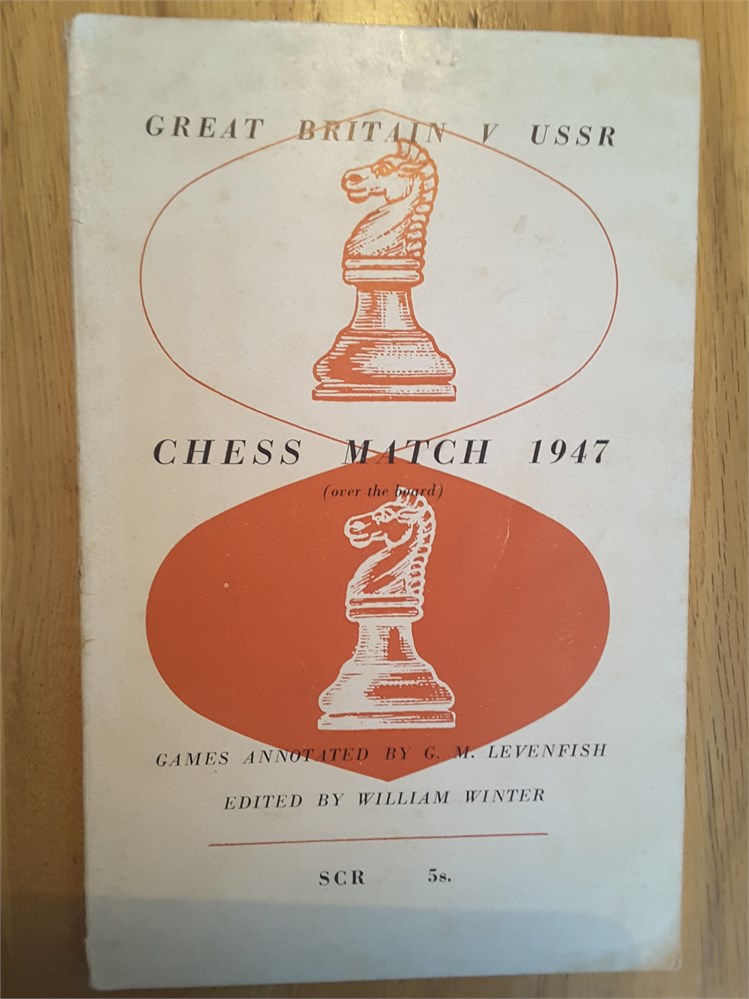 GREAT BRITAIN V USSR
CHESS MATCH 1947
(over the board)
GAMES ANNOTATED BY G. M. LEVENFISH
EDITED BY WILLIAM WINTER
SCR 5s.